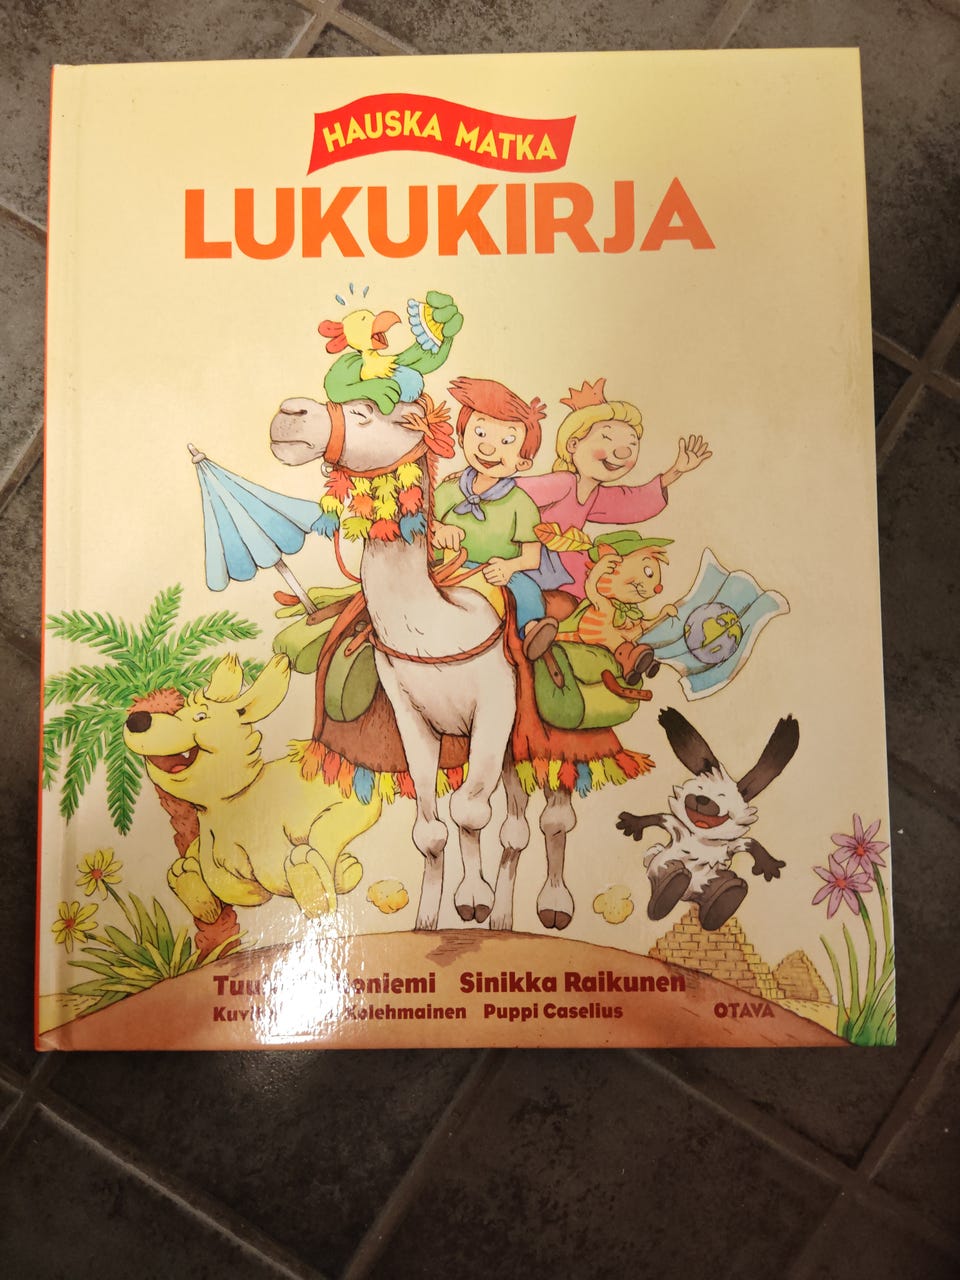 HAUSKA MATKA
LUKUKIRJA
Sinikka Raikunen
Kolehmainen Puppi Caselius
OTAVA